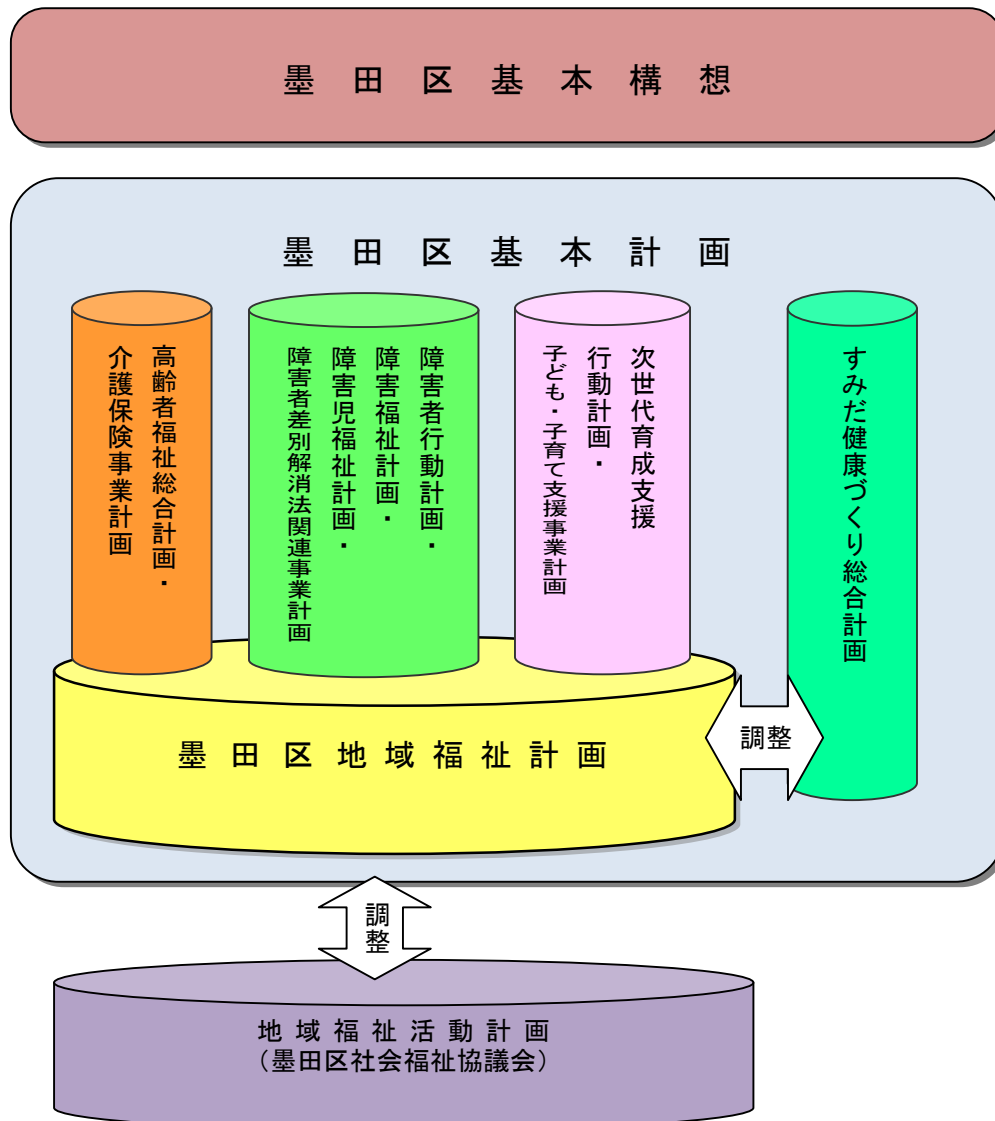 墨田区基本構想
墨田区基本計画
高齢者福祉総合計画・
介護保険事業計画
障害者行動計画・
障害福祉計画・
障害児福祉計画・
障害者差別解消法関連事業計画
次世代育成支援
行動計画・
子ども・子育て支援事業計画
すみだ健康づくり総合計画
墨田区地域福祉計画
調整
調整
地域福祉活動計画
（墨田区社会福祉協議会）